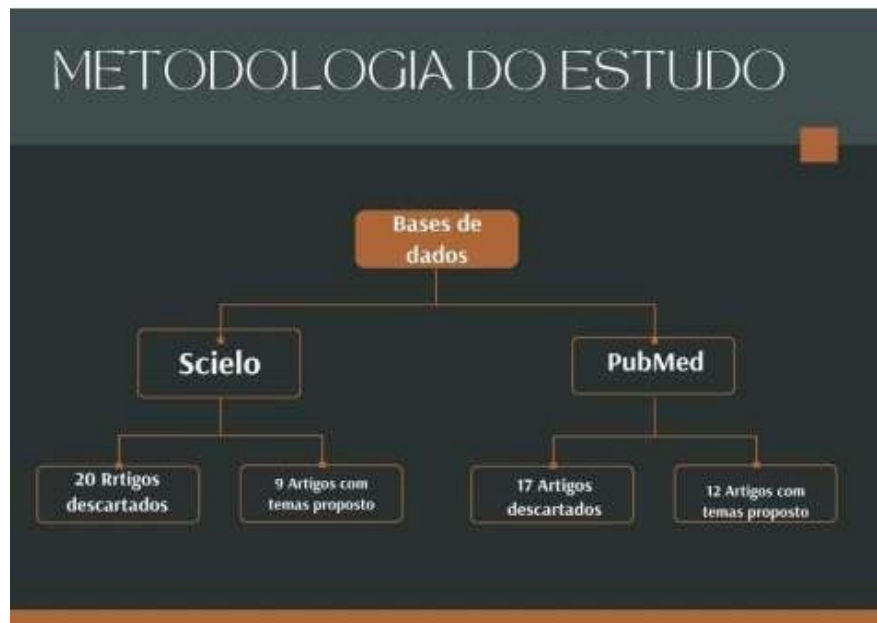 METODOLOGIA DO ESTUDO
Bases de
dados
Scielo
PubMed
20 Rrtigos
descartados
9 Artigos com
temas proposto
17 Artigos
descartados
12 Artigos com
temas proposto